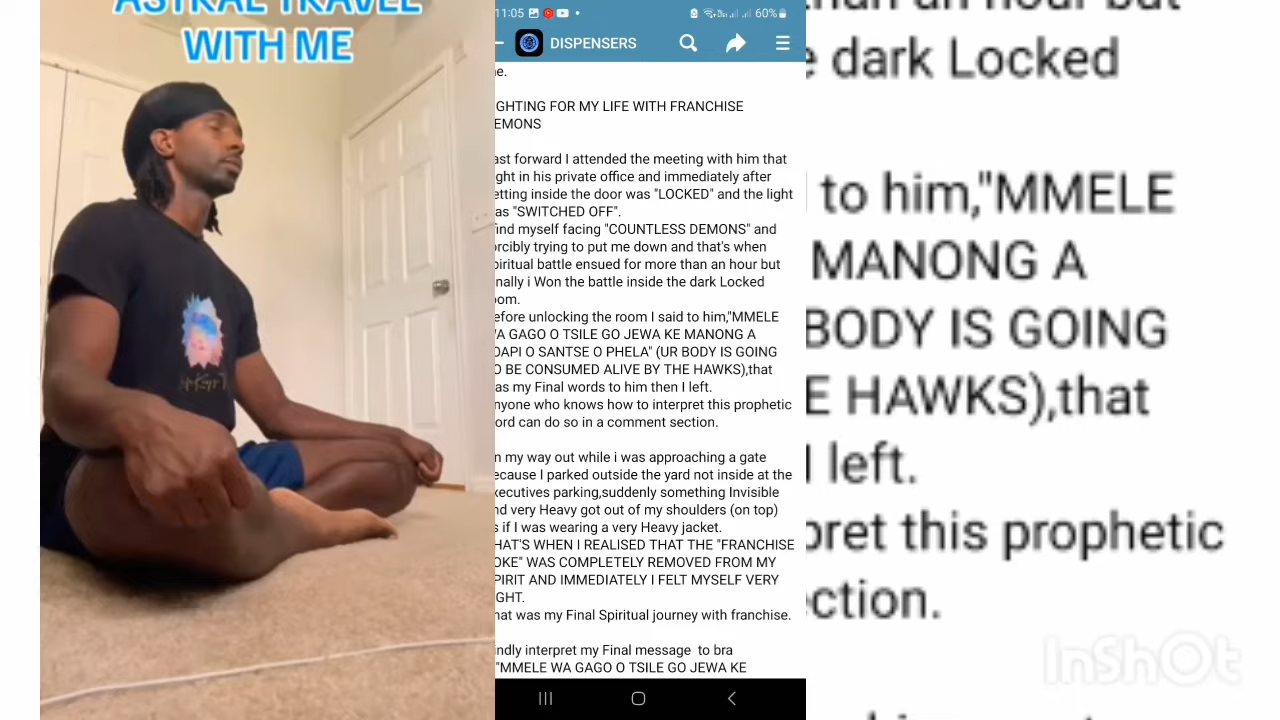 ASTRAL TRAVEL
WITH ME
11:05
60%
DISPENSERS
e.
GHTING FOR MY LIFE WITH FRANCHISE
EMONS
ast forward I attended the meeting with him that
ght in his private office and immediately after
etting inside the door was "LOCKED" and the light
as "SWITCHED OFF".
find myself facing "COUNTLESS DEMONS" and
rcibly trying to put me down and that's when
piritual battle ensued for more than an hour but
nally i Won the battle inside the dark Locked
om.
efore unlocking the room I said to him,"MMELE
A GAGO O TSILE GO JEWA KE MANONG A
DAPI O SANTSE O PHELA" (UR BODY IS GOING
O BE CONSUMED ALIVE BY THE HAWKS),that
as my Final words to him then I left.
nyone who knows how to interpret this prophetic
ord can do so in a comment section.
n my way out while i was approaching a gate
ecause I parked outside the yard not inside at the
xecutives parking,suddenly something Invisible
nd very Heavy got out of my shoulders (on top)
s if I was wearing a very Heavy jacket.
HAT'S WHEN I REALISED THAT THE "FRANCHISE
OKE" WAS COMPLETELY REMOVED FROM MY
PIRIT AND IMMEDIATELY I FELT MYSELF VERY
GHT.
hat was my Final Spiritual journey with franchise.
indly interpret my Final message to bra
"MMELE WA GAGO O TSILE GO JEWA KE
han an hour but
e dark Locked
to him,"MMELE
MANONG A
BODY IS GOING
E HAWKS),that
I left.
pret this prophetic
ction.
InShOt